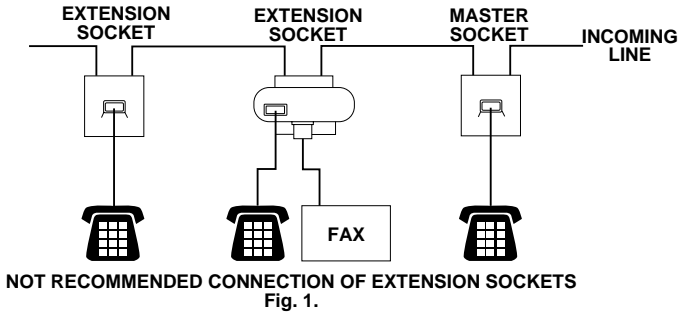 EXTENSION
SOCKET
EXTENSION
SOCKET
MASTER
SOCKET
INCOMING
LINE
FAX
NOT RECOMMENDED CONNECTION OF EXTENSION SOCKETS
Fig. 1.